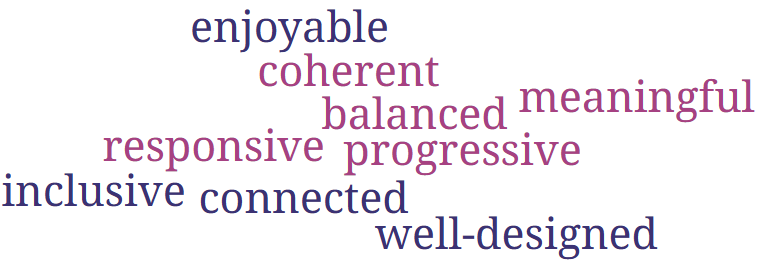 enjoyable
coherent
meaningful
balanced
responsive progressive
inclusive connected
well-designed